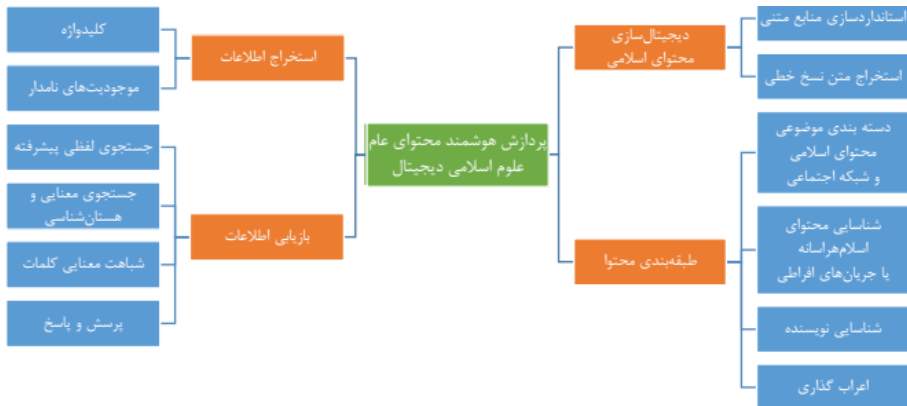 پردازش هوشمند محتوای عام
علوم اسلامی دیجیتال
دیجیتال‌سازی
محتوای اسلامی
استانداردسازی منابع متنی
استخراج متن نسخ خطی
طبقه‌بندی محتوا
دسته بندی موضوعی
محتوای اسلامی
و شبکه اجتماعی
شناسایی محتوای
اسلام‌هراسانه
یا جریان‌های افراطی
شناسایی نویسنده
اعراب گذاری
استخراج اطلاعات
کلیدواژه
موجودیت‌های نامدار
بازیابی اطلاعات
جستجوی لفظی پیشرفته
جستجوی معنایی و
هستان‌شناسی
شباهت معنایی کلمات
پرسش و پاسخ